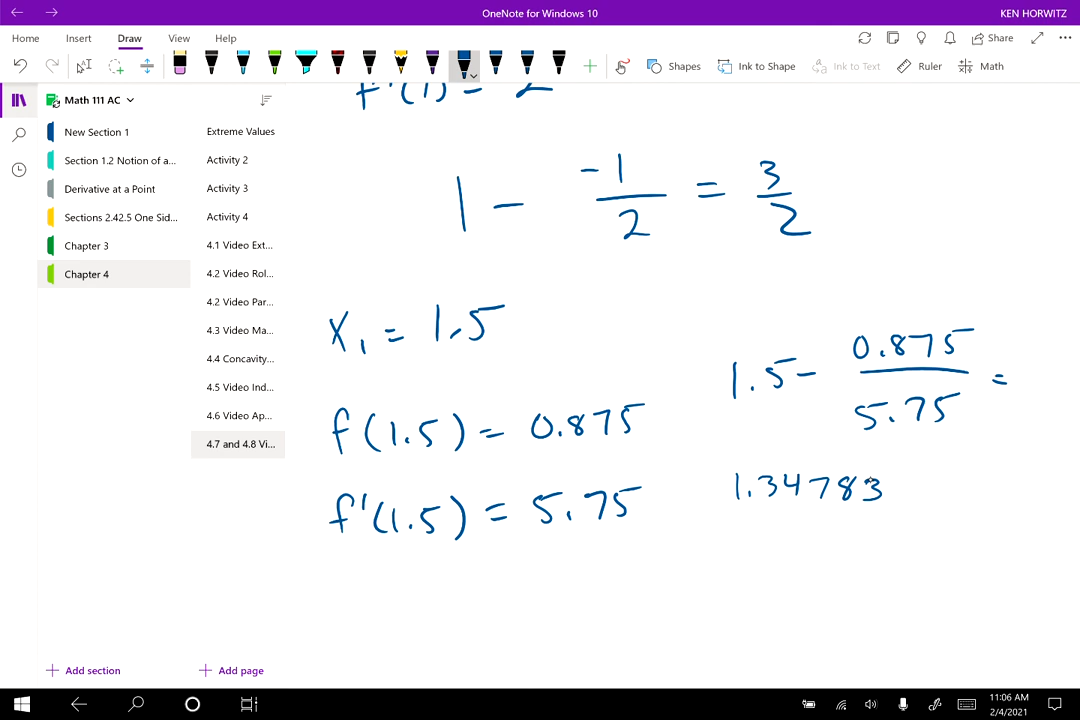 OneNote for Windows 10
KEN HORWITZ
Home Insert Draw View Help
Share
Shapes Ink to Shape Ink to Text Ruler Math
Math 111 AC
New Section 1
Section 1.2 Notion of a...
Derivative at a Point
Sections 2.42.5 One Sid...
Chapter 3
Chapter 4
Extreme Values
Activity 2
Activity 3
Activity 4
4.1 Video Ext...
4.2 Video Rol...
4.2 Video Par...
4.3 Video Ma...
4.4 Concavity...
4.5 Video Ind...
4.6 Video Ap...
4.7 and 4.8 Vi...
f'(1) = 2
1 - -1/2 = 3/2
x₁ = 1.5
f(1.5) = 0.875
f'(1.5) = 5.75
1.5 - 0.875/5.75 =
1.34783
Add section
Add page
11:06 AM
2/4/2021